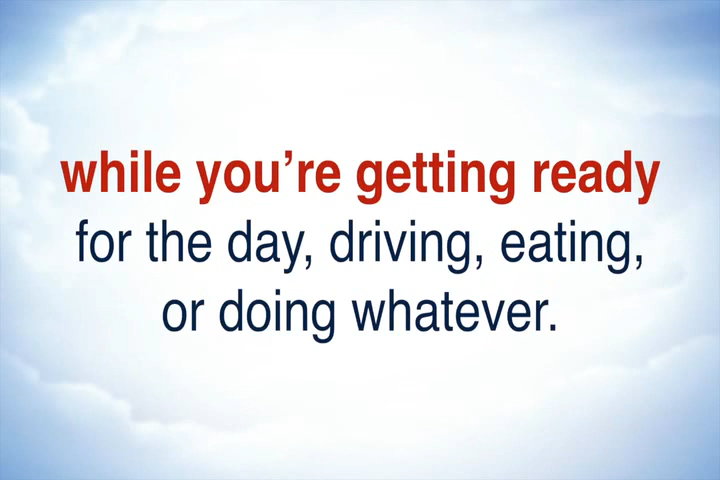 while you’re getting ready
for the day, driving, eating,
or doing whatever.